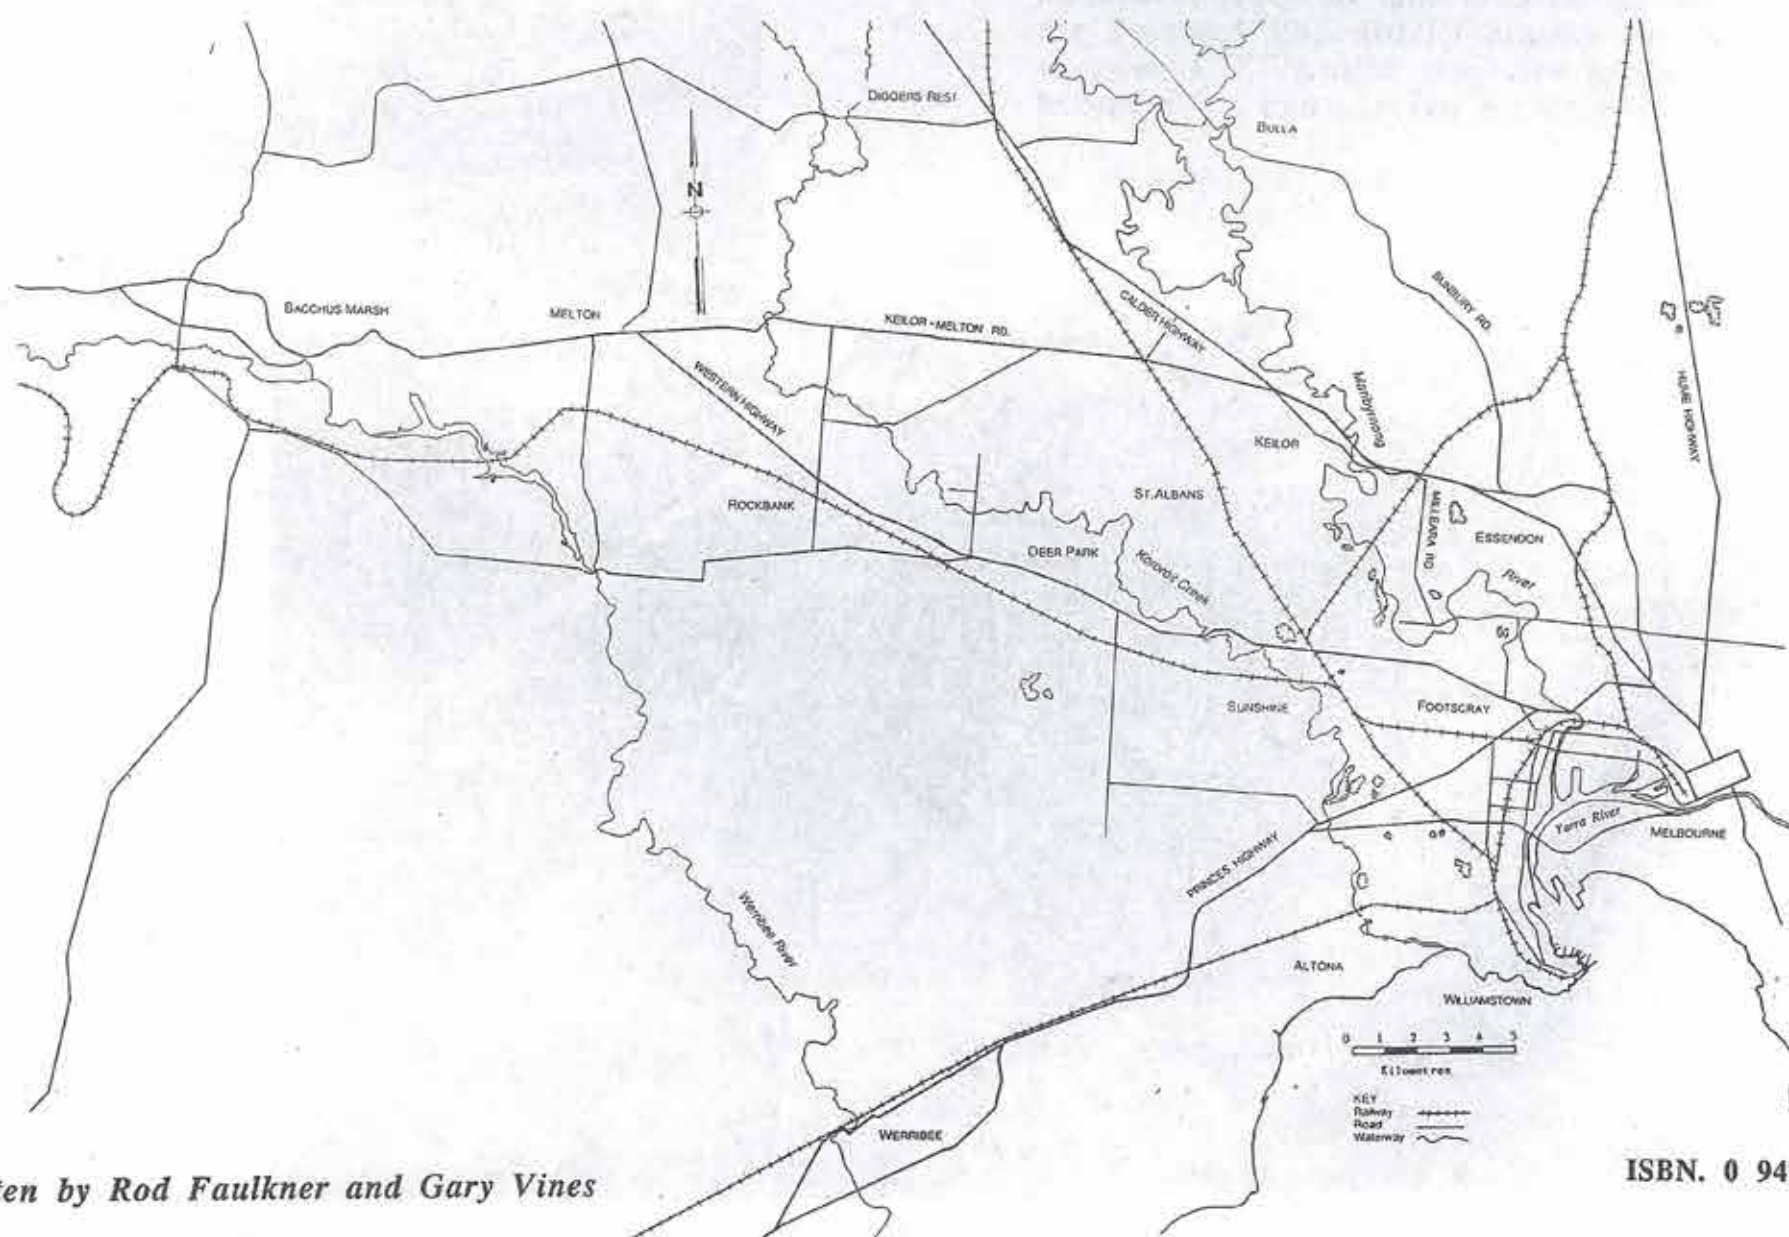 DIGGERS REST
BULLA
N
SUNBURY RD.
BACCHUS MARSH
MELTON
KEILOR-MELTON RD.
CALDER HIGHWAY
HUME HIGHWAY
WESTERN HIGHWAY
Maribyrnong
KEILOR
ROCKBANK
ST. ALBANS
MILLEARA RD.
ESSENDON
DEER PARK
Kororoit Creek
River
SUNSHINE
FOOTSCRAY
Yarra River
MELBOURNE
PRINCES HIGHWAY
Werribee River
ALTONA
WILLIAMSTOWN
0 1 2 3 4 5
Kilometres
KEY
Railway
Road
Waterway
WERRIBEE
ten by Rod Faulkner and Gary Vines
ISBN. 0 94